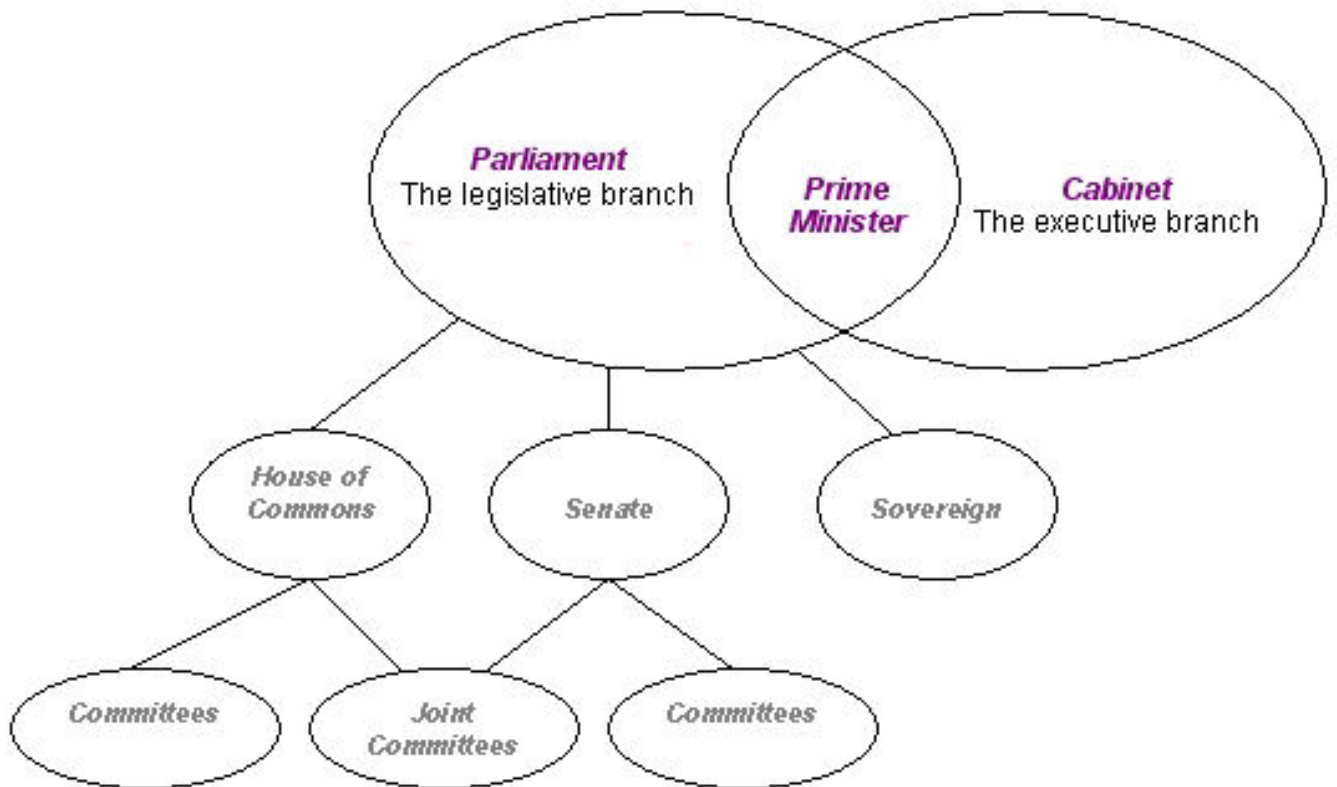 Parliament
The legislative branch
Prime
Minister
Cabinet
The executive branch
House of
Commons
Senate
Sovereign
Committees
Joint
Committees
Committees